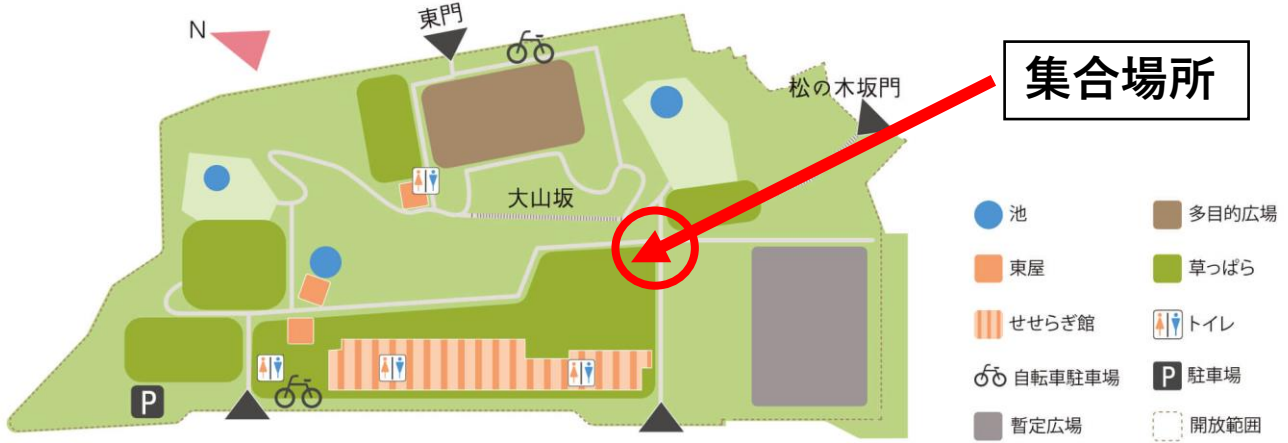 N
東門
集合場所
松の木坂門
大山坂
P
池
多目的広場
東屋
草っぱら
せせらぎ館
トイレ
自転車駐車場
P 駐車場
暫定広場
開放範囲